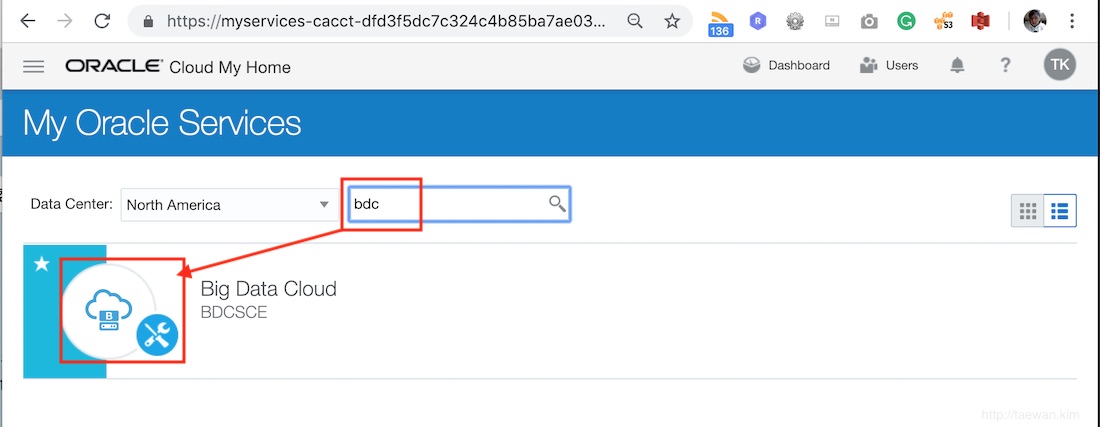 https://myservices-cacct-dfd3f5dc7c324c4b85ba7ae03...
136
R
S3
ORACLE® Cloud My Home
Dashboard
Users
?
TK
My Oracle Services
Data Center:
North America
bdc
B
Big Data Cloud
BDCSCE
http://taewan.kim